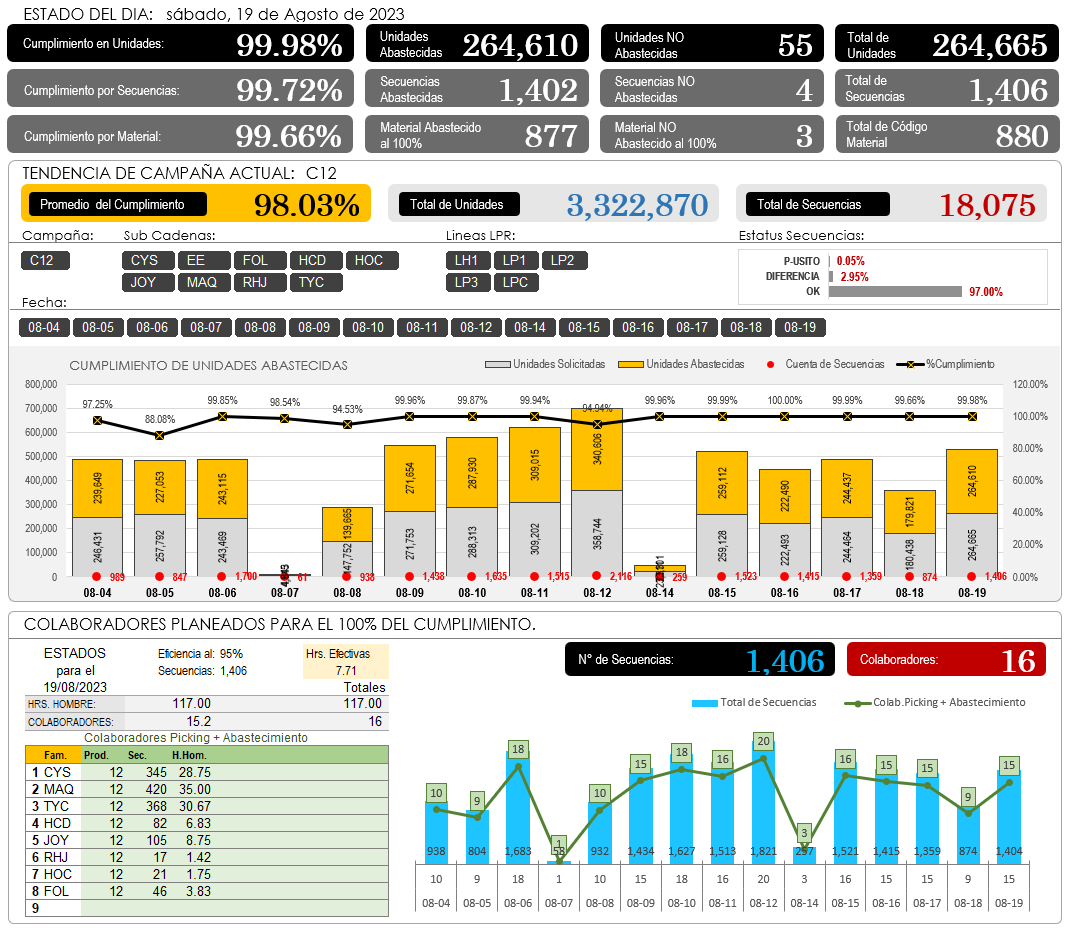 ESTADO DEL DIA: sábado, 19 de Agosto de 2023
Cumplimiento en Unidades: 99.98%
Unidades Abastecidas 264,610
Unidades NO Abastecidas 55
Total de Unidades 264,665
Cumplimiento por Secuencias: 99.72%
Secuencias Abastecidas 1,402
Secuencias NO Abastecidas 4
Total de Secuencias 1,406
Cumplimiento por Material: 99.66%
Material Abastecido al 100% 877
Material NO Abastecido al 100% 3
Total de Código Material 880
TENDENCIA DE CAMPAÑA ACTUAL: C12
Promedio del Cumplimiento 98.03%
Total de Unidades 3,322,870
Total de Secuencias 18,075
Campaña: Sub Cadenas: Lineas LPR: Estatus Secuencias:
C12 CYS EE FOL HCD HOC LH1 LP1 LP2
JOY MAQ RHJ TYC LP3 LPC
P-USITO 0.05%
DIFERENCIA 2.95%
OK 97.00%
Fecha:
08-04 08-05 08-06 08-07 08-08 08-09 08-10 08-11 08-12 08-14 08-15 08-16 08-17 08-18 08-19
CUMPLIMIENTO DE UNIDADES ABASTECIDAS
Unidades Solicitadas Unidades Abastecidas Cuenta de Secuencias %Cumplimiento
800,000 700,000 600,000 500,000 400,000 300,000 200,000 100,000 0
120.00% 100.00% 80.00% 60.00% 40.00% 20.00% 0.00%
97.25% 88.08% 99.85% 98.54% 94.53% 99.96% 99.87% 99.94% 94.94% 99.96% 99.99% 100.00% 99.99% 99.66% 99.98%
239,649 227,053 243,115 139,665 271,654 287,930 309,015 340,606 259,112 222,490 244,437 179,821 264,610
246,431 257,792 243,469 147,752 271,753 288,313 309,202 358,744 259,128 222,493 244,464 180,438 264,665
989 847 1,700 61 938 1,438 1,635 1,515 2,116 259 1,523 1,415 1,359 874 1,406
08-04 08-05 08-06 08-07 08-08 08-09 08-10 08-11 08-12 08-14 08-15 08-16 08-17 08-18 08-19
COLABORADORES PLANEADOS PARA EL 100% DEL CUMPLIMIENTO.
ESTADOS para el 19/08/2023
Eficiencia al: 95%
Secuencias: 1,406
Hrs. Efectivas
7.71
Totales
HRS. HOMBRE: 117.00 117.00
COLABORADORES: 15.2 16
Colaboradores Picking + Abastecimiento
Fam. Prod. Sec. H.Hom.
1 CYS 12 345 28.75
2 MAQ 12 420 35.00
3 TYC 12 368 30.67
4 HCD 12 82 6.83
5 JOY 12 105 8.75
6 RHJ 12 17 1.42
7 HOC 12 21 1.75
8 FOL 12 46 3.83
9
N° de Secuencias: 1,406
Colaboradores: 16
Total de Secuencias Colab.Picking + Abastecimiento
10 9 18 1 10 15 18 16 20 3 16 15 15 9 15
938 804 1,683 58 932 1,434 1,627 1,513 1,821 257 1,521 1,415 1,359 874 1,404
10 9 18 1 10 15 18 16 20 3 16 15 15 9 15
08-04 08-05 08-06 08-07 08-08 08-09 08-10 08-11 08-12 08-14 08-15 08-16 08-17 08-18 08-19